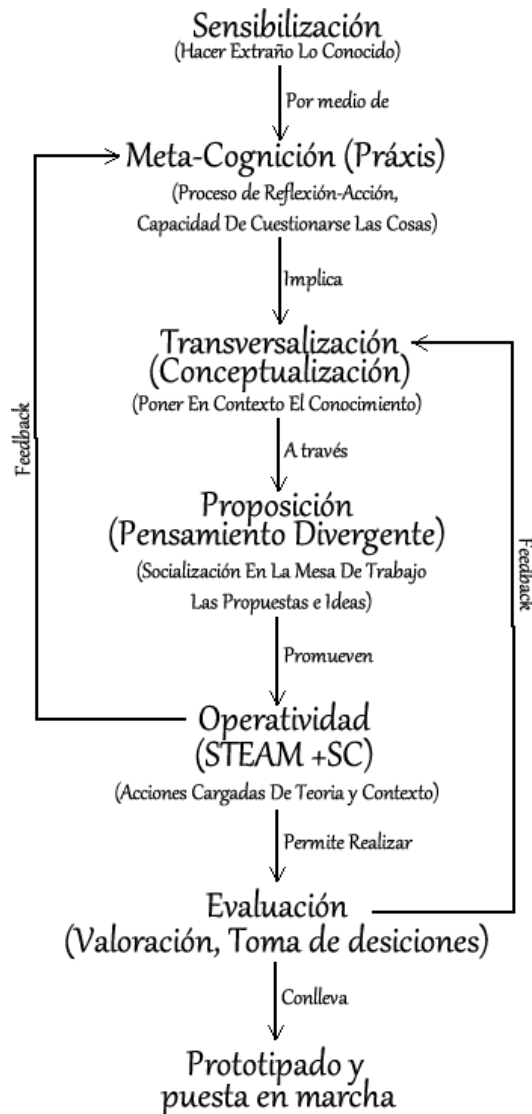 Sensibilización
(Hacer Extraño Lo Conocido)
Por medio de
Meta-Cognición (Práxis)
(Proceso de Reflexión-Acción,
Capacidad De Cuestionarse Las Cosas)
Implica
Transversalización
(Conceptualización)
(Poner En Contexto El Conocimiento)
Feedback
A través
Proposición
(Pensamiento Divergente)
Feedback
(Socialización En La Mesa De Trabajo
Las Propuestas e Ideas)
Promueven
Operatividad
(STEAM +SC)
(Acciones Cargadas De Teoria y Contexto)
Permite Realizar
Evaluación
(Valoración, Toma de desiciones)
Conlleva
Prototipado y
puesta en marcha